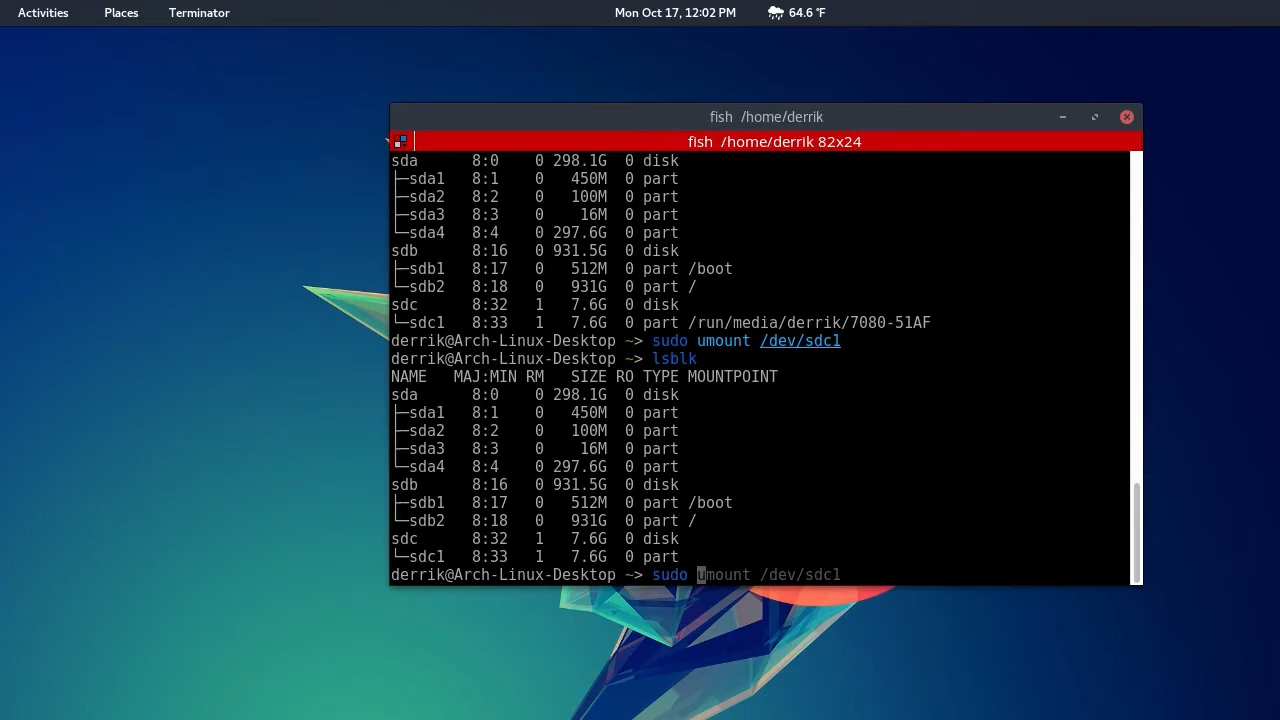 Activities Places Terminator Mon Oct 17, 12:02 PM 64.6 °F
fish /home/derrik
fish /home/derrik 82x24
sda 8:0 0 298.1G 0 disk
├─sda1 8:1 0 450M 0 part
├─sda2 8:2 0 100M 0 part
├─sda3 8:3 0 16M 0 part
└─sda4 8:4 0 297.6G 0 part
sdb 8:16 0 931.5G 0 disk
├─sdb1 8:17 0 512M 0 part /boot
└─sdb2 8:18 0 931G 0 part /
sdc 8:32 1 7.6G 0 disk
└─sdc1 8:33 1 7.6G 0 part /run/media/derrik/7080-51AF
derrik@Arch-Linux-Desktop ~> sudo umount /dev/sdc1
derrik@Arch-Linux-Desktop ~> lsblk
NAME MAJ:MIN RM SIZE RO TYPE MOUNTPOINT
sda 8:0 0 298.1G 0 disk
├─sda1 8:1 0 450M 0 part
├─sda2 8:2 0 100M 0 part
├─sda3 8:3 0 16M 0 part
└─sda4 8:4 0 297.6G 0 part
sdb 8:16 0 931.5G 0 disk
├─sdb1 8:17 0 512M 0 part /boot
└─sdb2 8:18 0 931G 0 part /
sdc 8:32 1 7.6G 0 disk
└─sdc1 8:33 1 7.6G 0 part
derrik@Arch-Linux-Desktop ~> sudo umount /dev/sdc1